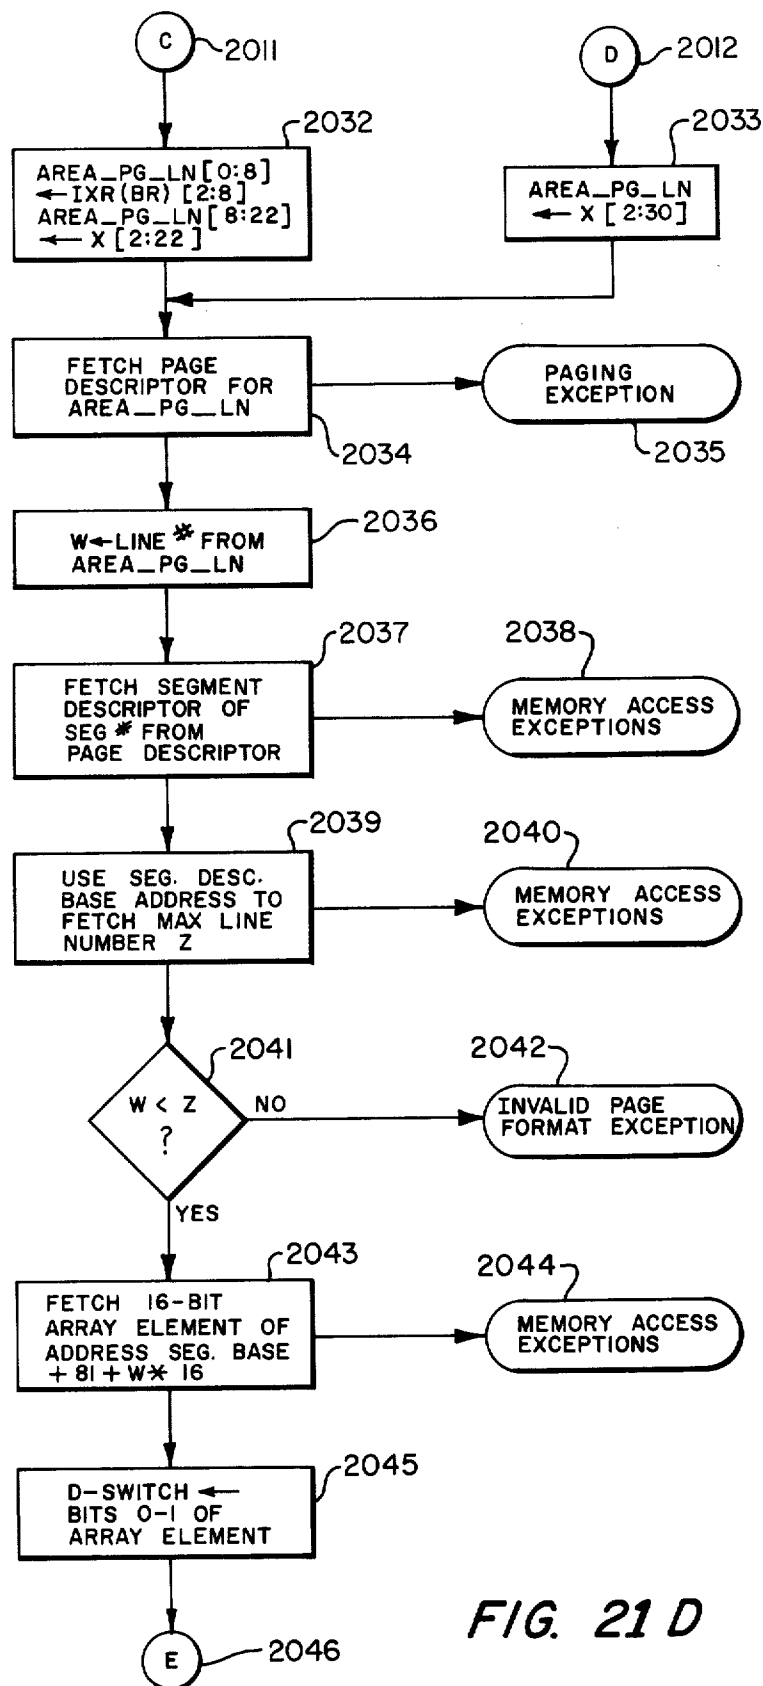 C
2011
D
2012
2032
AREA_PG_LN[0:8]
←IXR(BR) [2:8]
AREA_PG_LN[8:22]
← X [2:22]
2033
AREA_PG_LN
← X [2:30]
FETCH PAGE
DESCRIPTOR FOR
AREA_PG_LN
2034
PAGING
EXCEPTION
2035
W←LINE # FROM
AREA_PG_LN
2036
2037
FETCH SEGMENT
DESCRIPTOR OF
SEG # FROM
PAGE DESCRIPTOR
2038
MEMORY ACCESS
EXCEPTIONS
2039
USE SEG. DESC.
BASE ADDRESS TO
FETCH MAX LINE
NUMBER Z
2040
MEMORY ACCESS
EXCEPTIONS
2041
W < Z
?
NO
YES
2042
INVALID PAGE
FORMAT EXCEPTION
2043
FETCH 16-BIT
ARRAY ELEMENT OF
ADDRESS SEG. BASE
+ 81 + W* 16
2044
MEMORY ACCESS
EXCEPTIONS
2045
D-SWITCH ←
BITS 0-1 OF
ARRAY ELEMENT
E
2046
FIG. 21 D